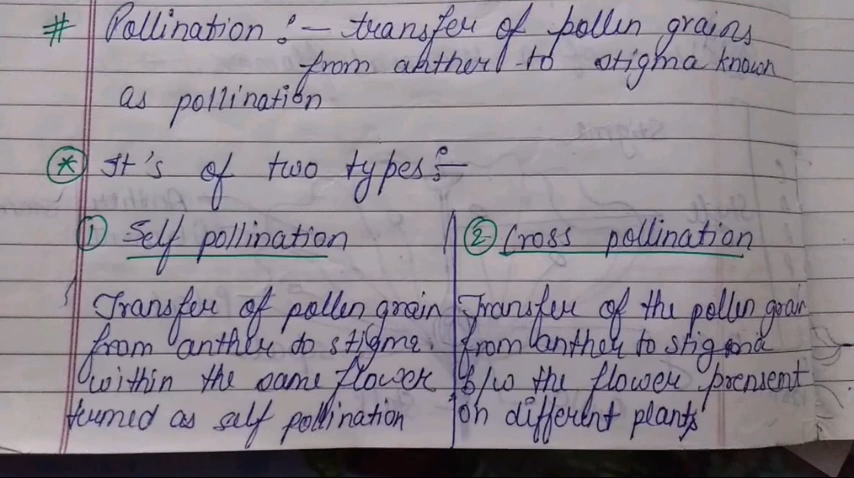 # Pollination :- transfer of pollen grains
from anther to stigma known
as pollination
* It's of two types:-
① Self pollination
Transfer of pollen grain
from anther to stigma
within the same flower
termed as self pollination
② Cross pollination
Transfer of the pollen grain
from anther to stigma
b/w the flower prensent
on different plants